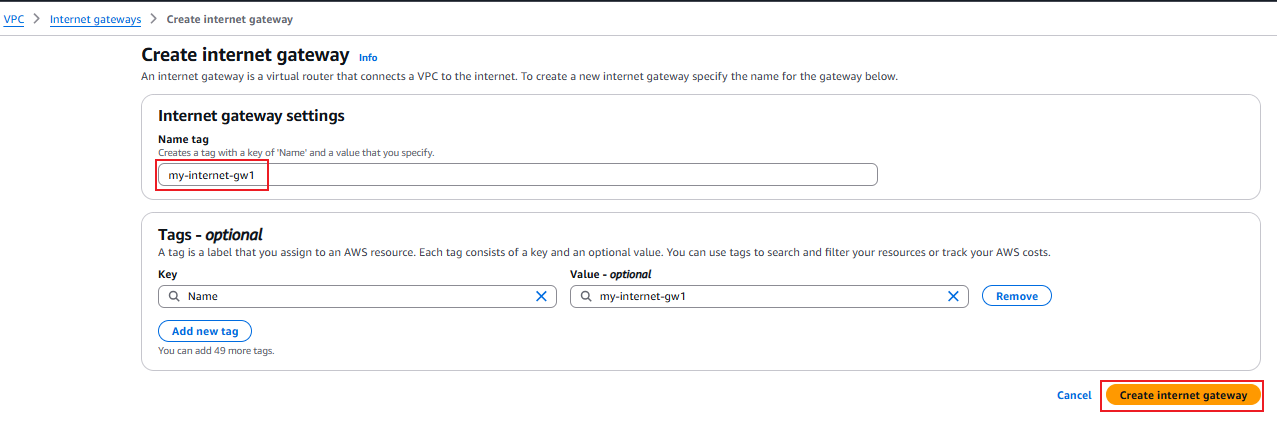 VPC > Internet gateways > Create internet gateway
Create internet gateway Info
An internet gateway is a virtual router that connects a VPC to the internet. To create a new internet gateway specify the name for the gateway below.
Internet gateway settings
Name tag
Creates a tag with a key of 'Name' and a value that you specify.
my-internet-gw1
Tags - optional
A tag is a label that you assign to an AWS resource. Each tag consists of a key and an optional value. You can use tags to search and filter your resources or track your AWS costs.
Key Value - optional
Name my-internet-gw1 Remove
Add new tag
You can add 49 more tags.
Cancel Create internet gateway